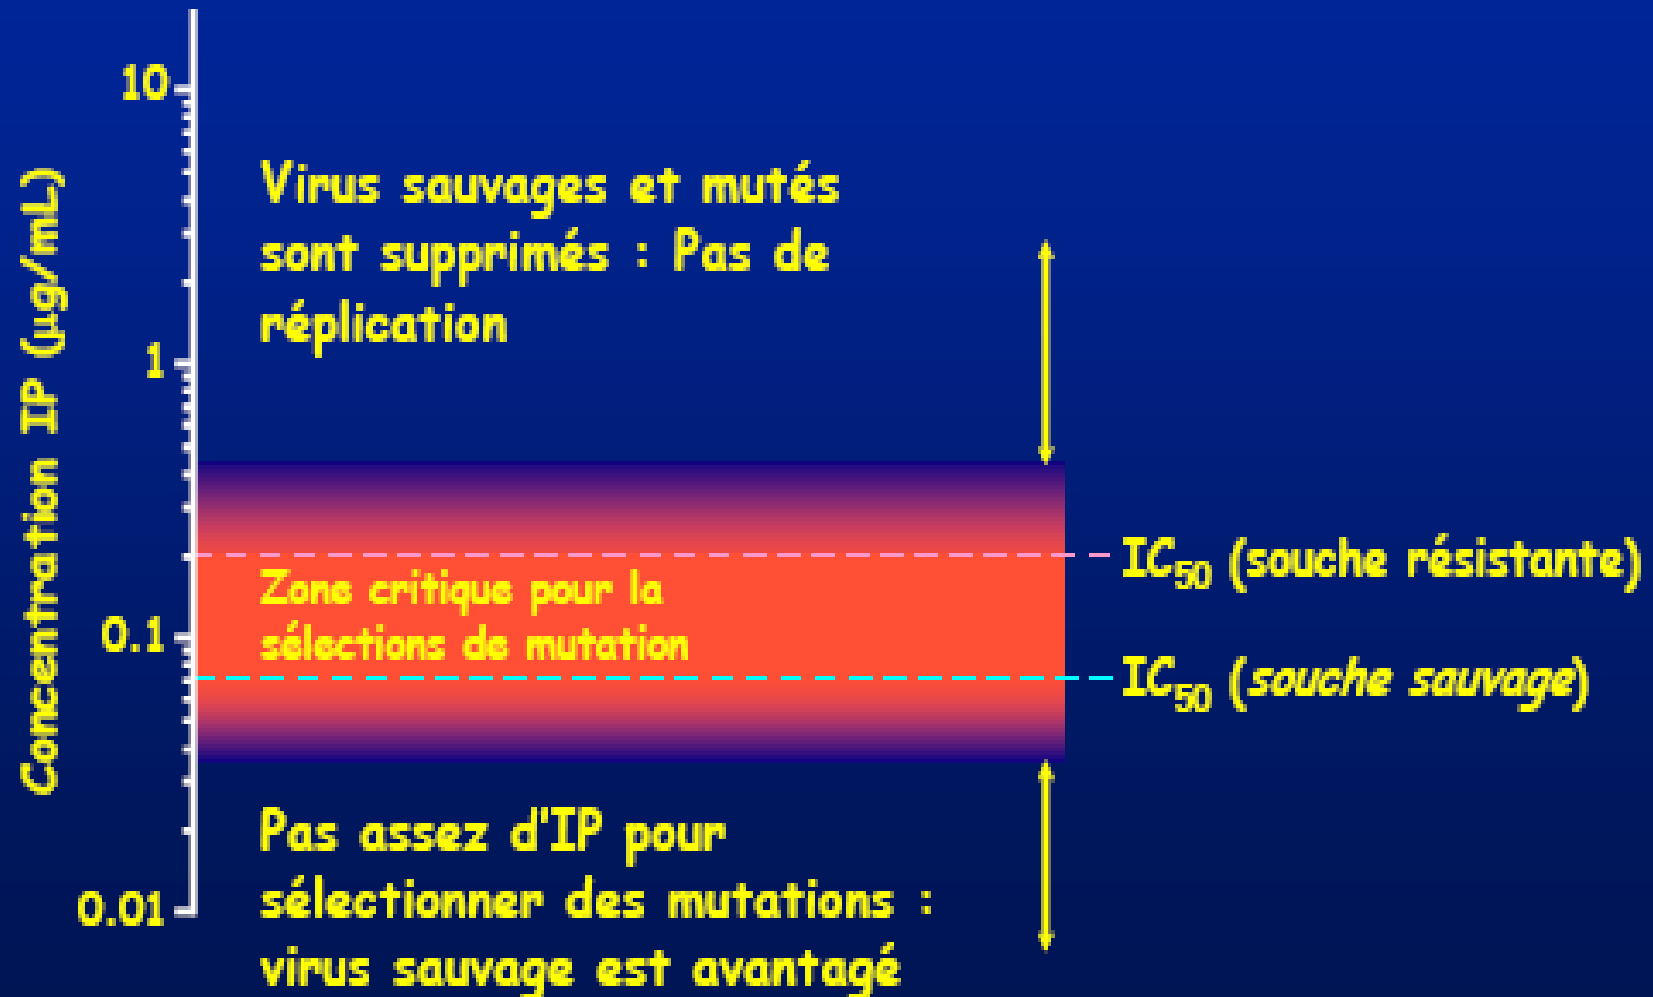 Concentration IP (µg/mL)
10
1
0.1
0.01
Virus sauvages et mutés
sont supprimés : Pas de
réplication
Zone critique pour la
sélections de mutation
IC50 (souche résistante)
IC50 (souche sauvage)
Pas assez d'IP pour
sélectionner des mutations :
virus sauvage est avantagé